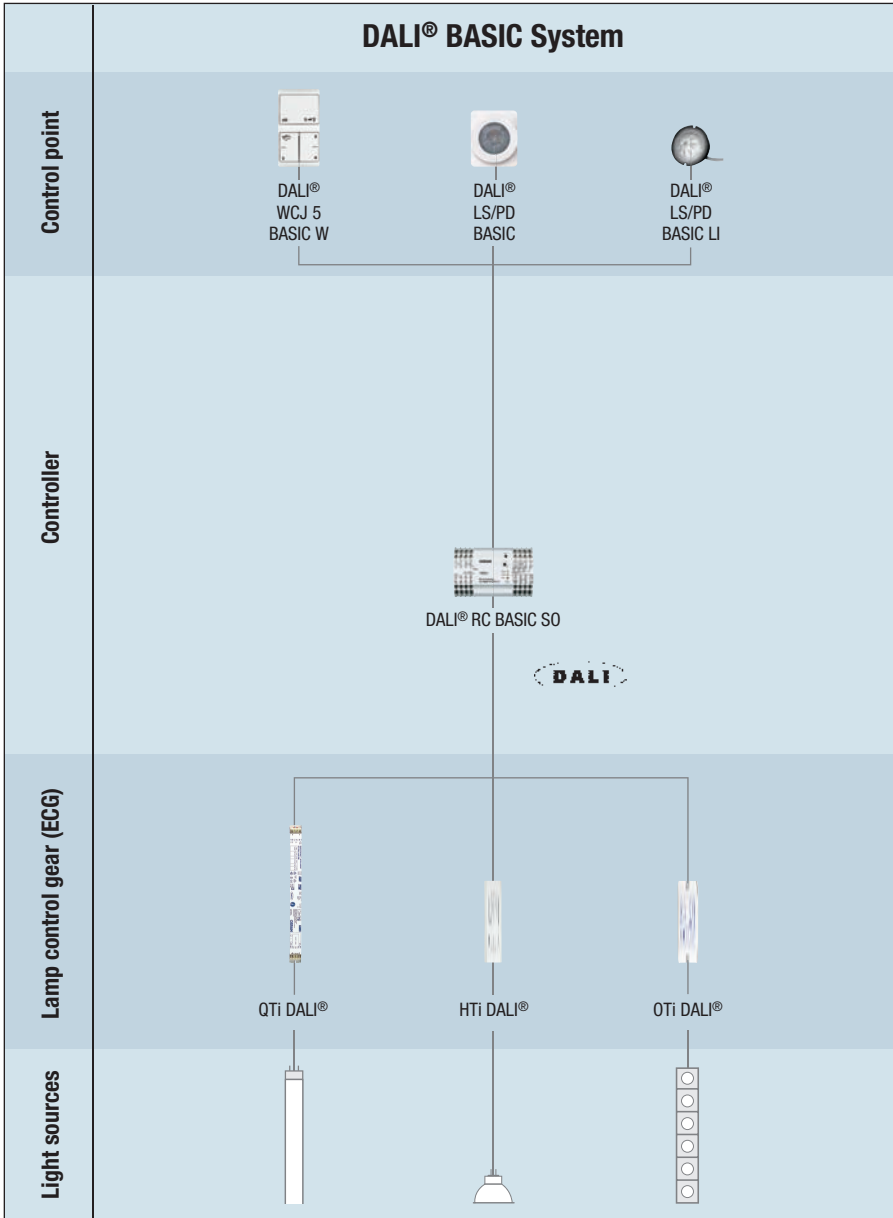 DALI® BASIC System
Control point
DALI®
WCJ 5
BASIC W
DALI®
LS/PD
BASIC
DALI®
LS/PD
BASIC LI
Controller
DALI® RC BASIC SO
DALI
Lamp control gear (ECG)
QTi DALI®
HTi DALI®
OTi DALI®
Light sources